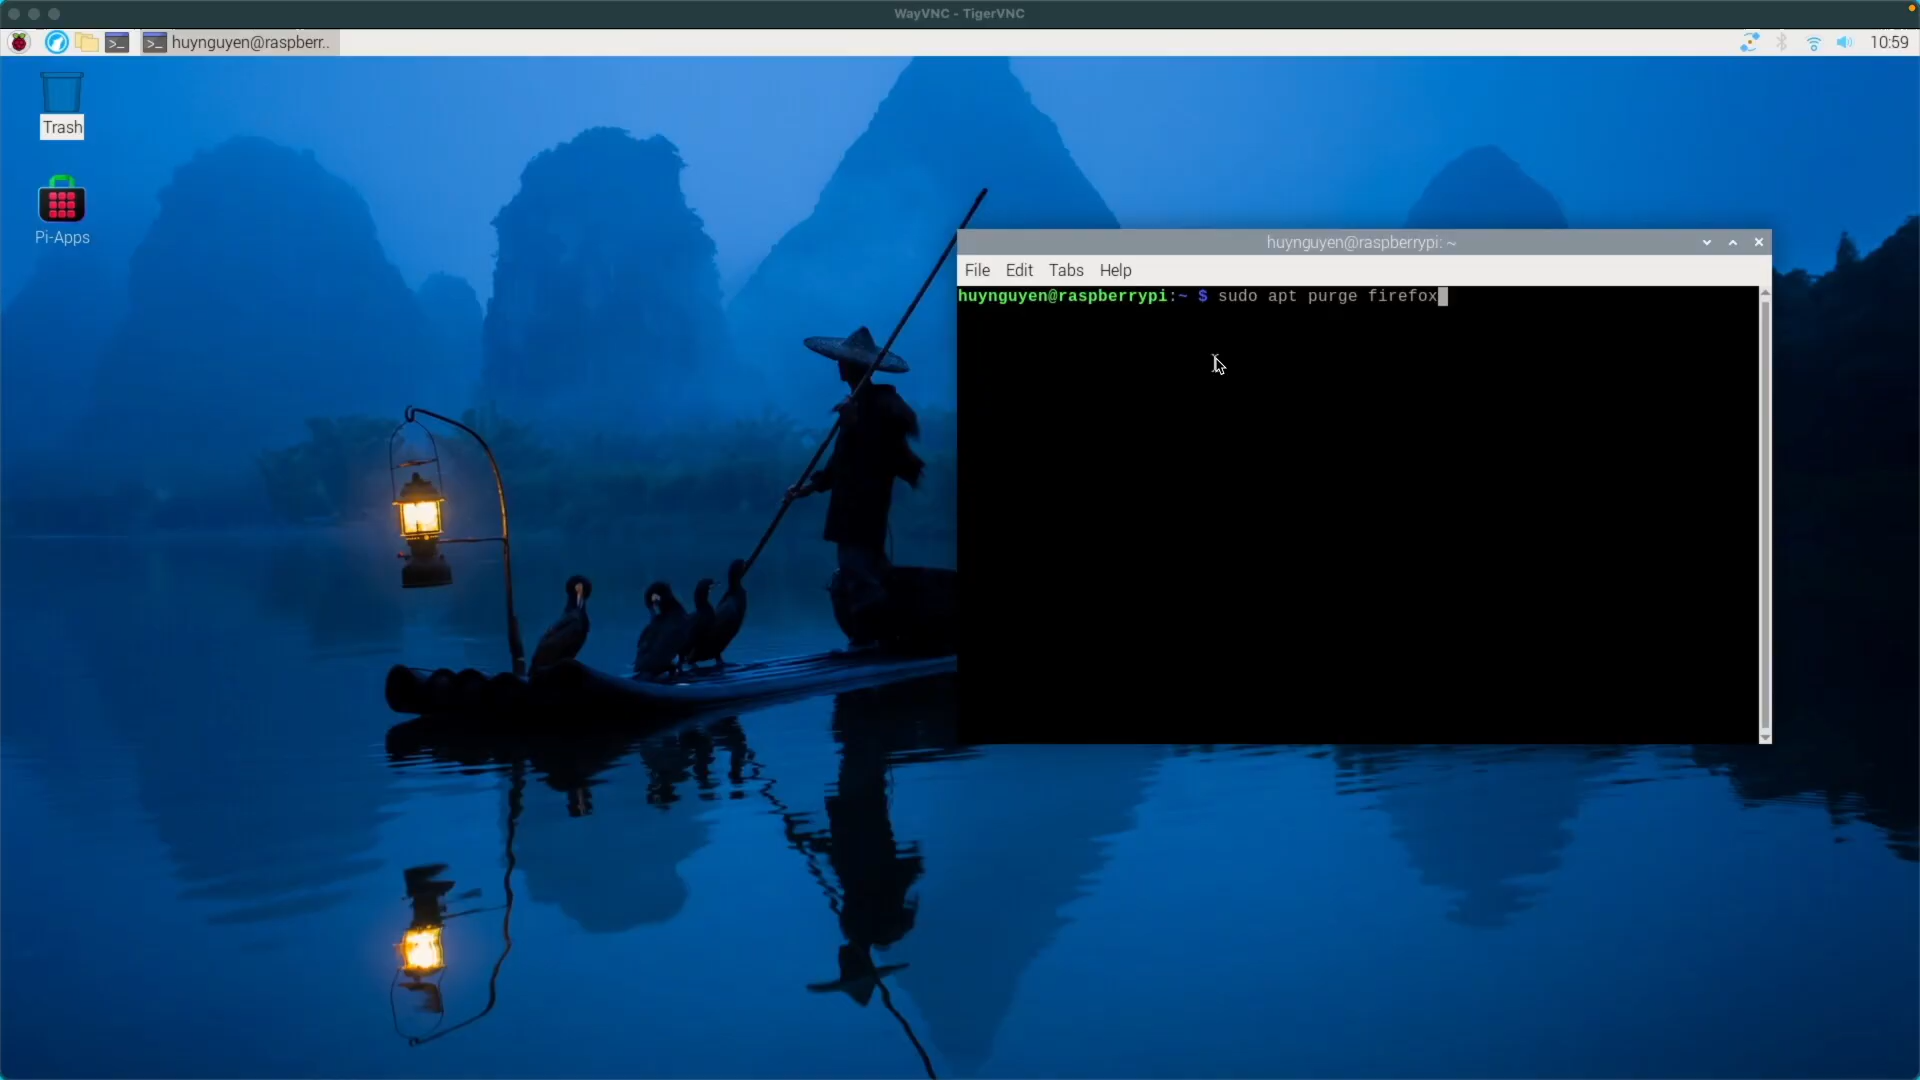 WayVNC - TigerVNC
huynguyen@raspberr..
10:59
Trash
Pi-Apps
huynguyen@raspberrypi: ~
File Edit Tabs Help
huynguyen@raspberrypi:~ $ sudo apt purge firefox